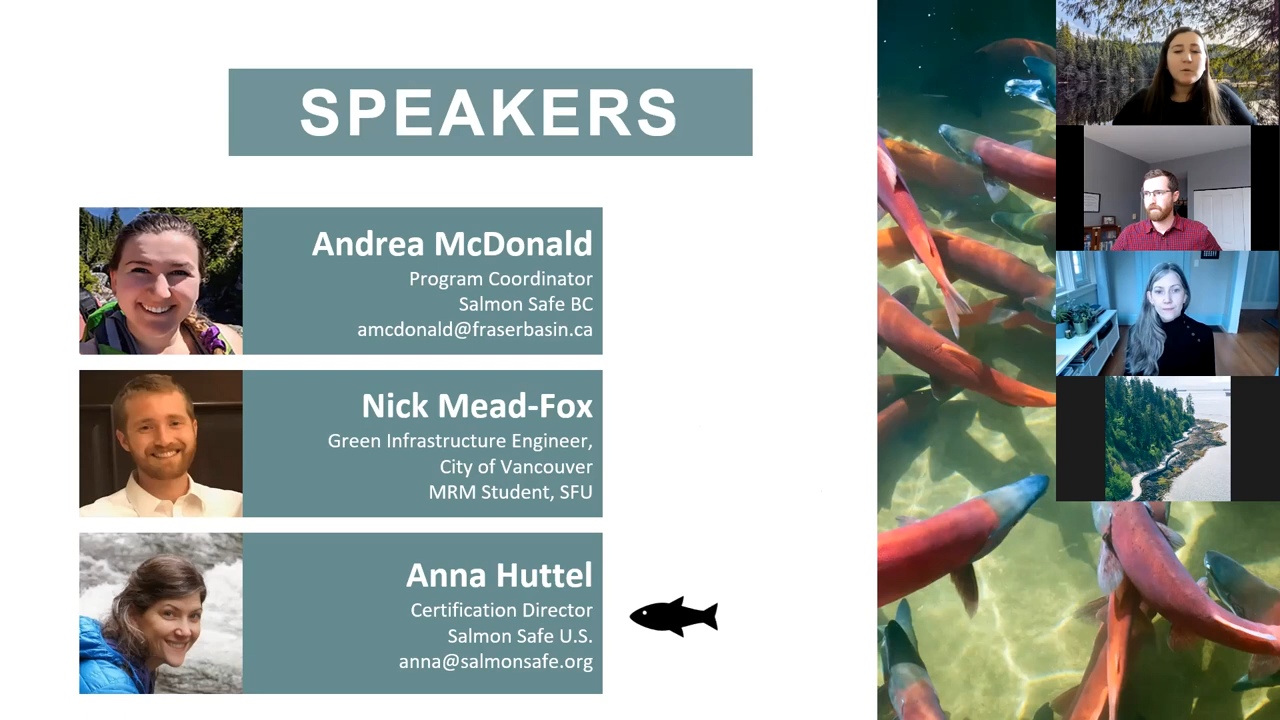 SPEAKERS
Andrea McDonald
Program Coordinator
Salmon Safe BC
amcdonald@fraserbasin.ca
Nick Mead-Fox
Green Infrastructure Engineer,
City of Vancouver
MRM Student, SFU
Anna Huttel
Certification Director
Salmon Safe U.S.
anna@salmonsafe.org